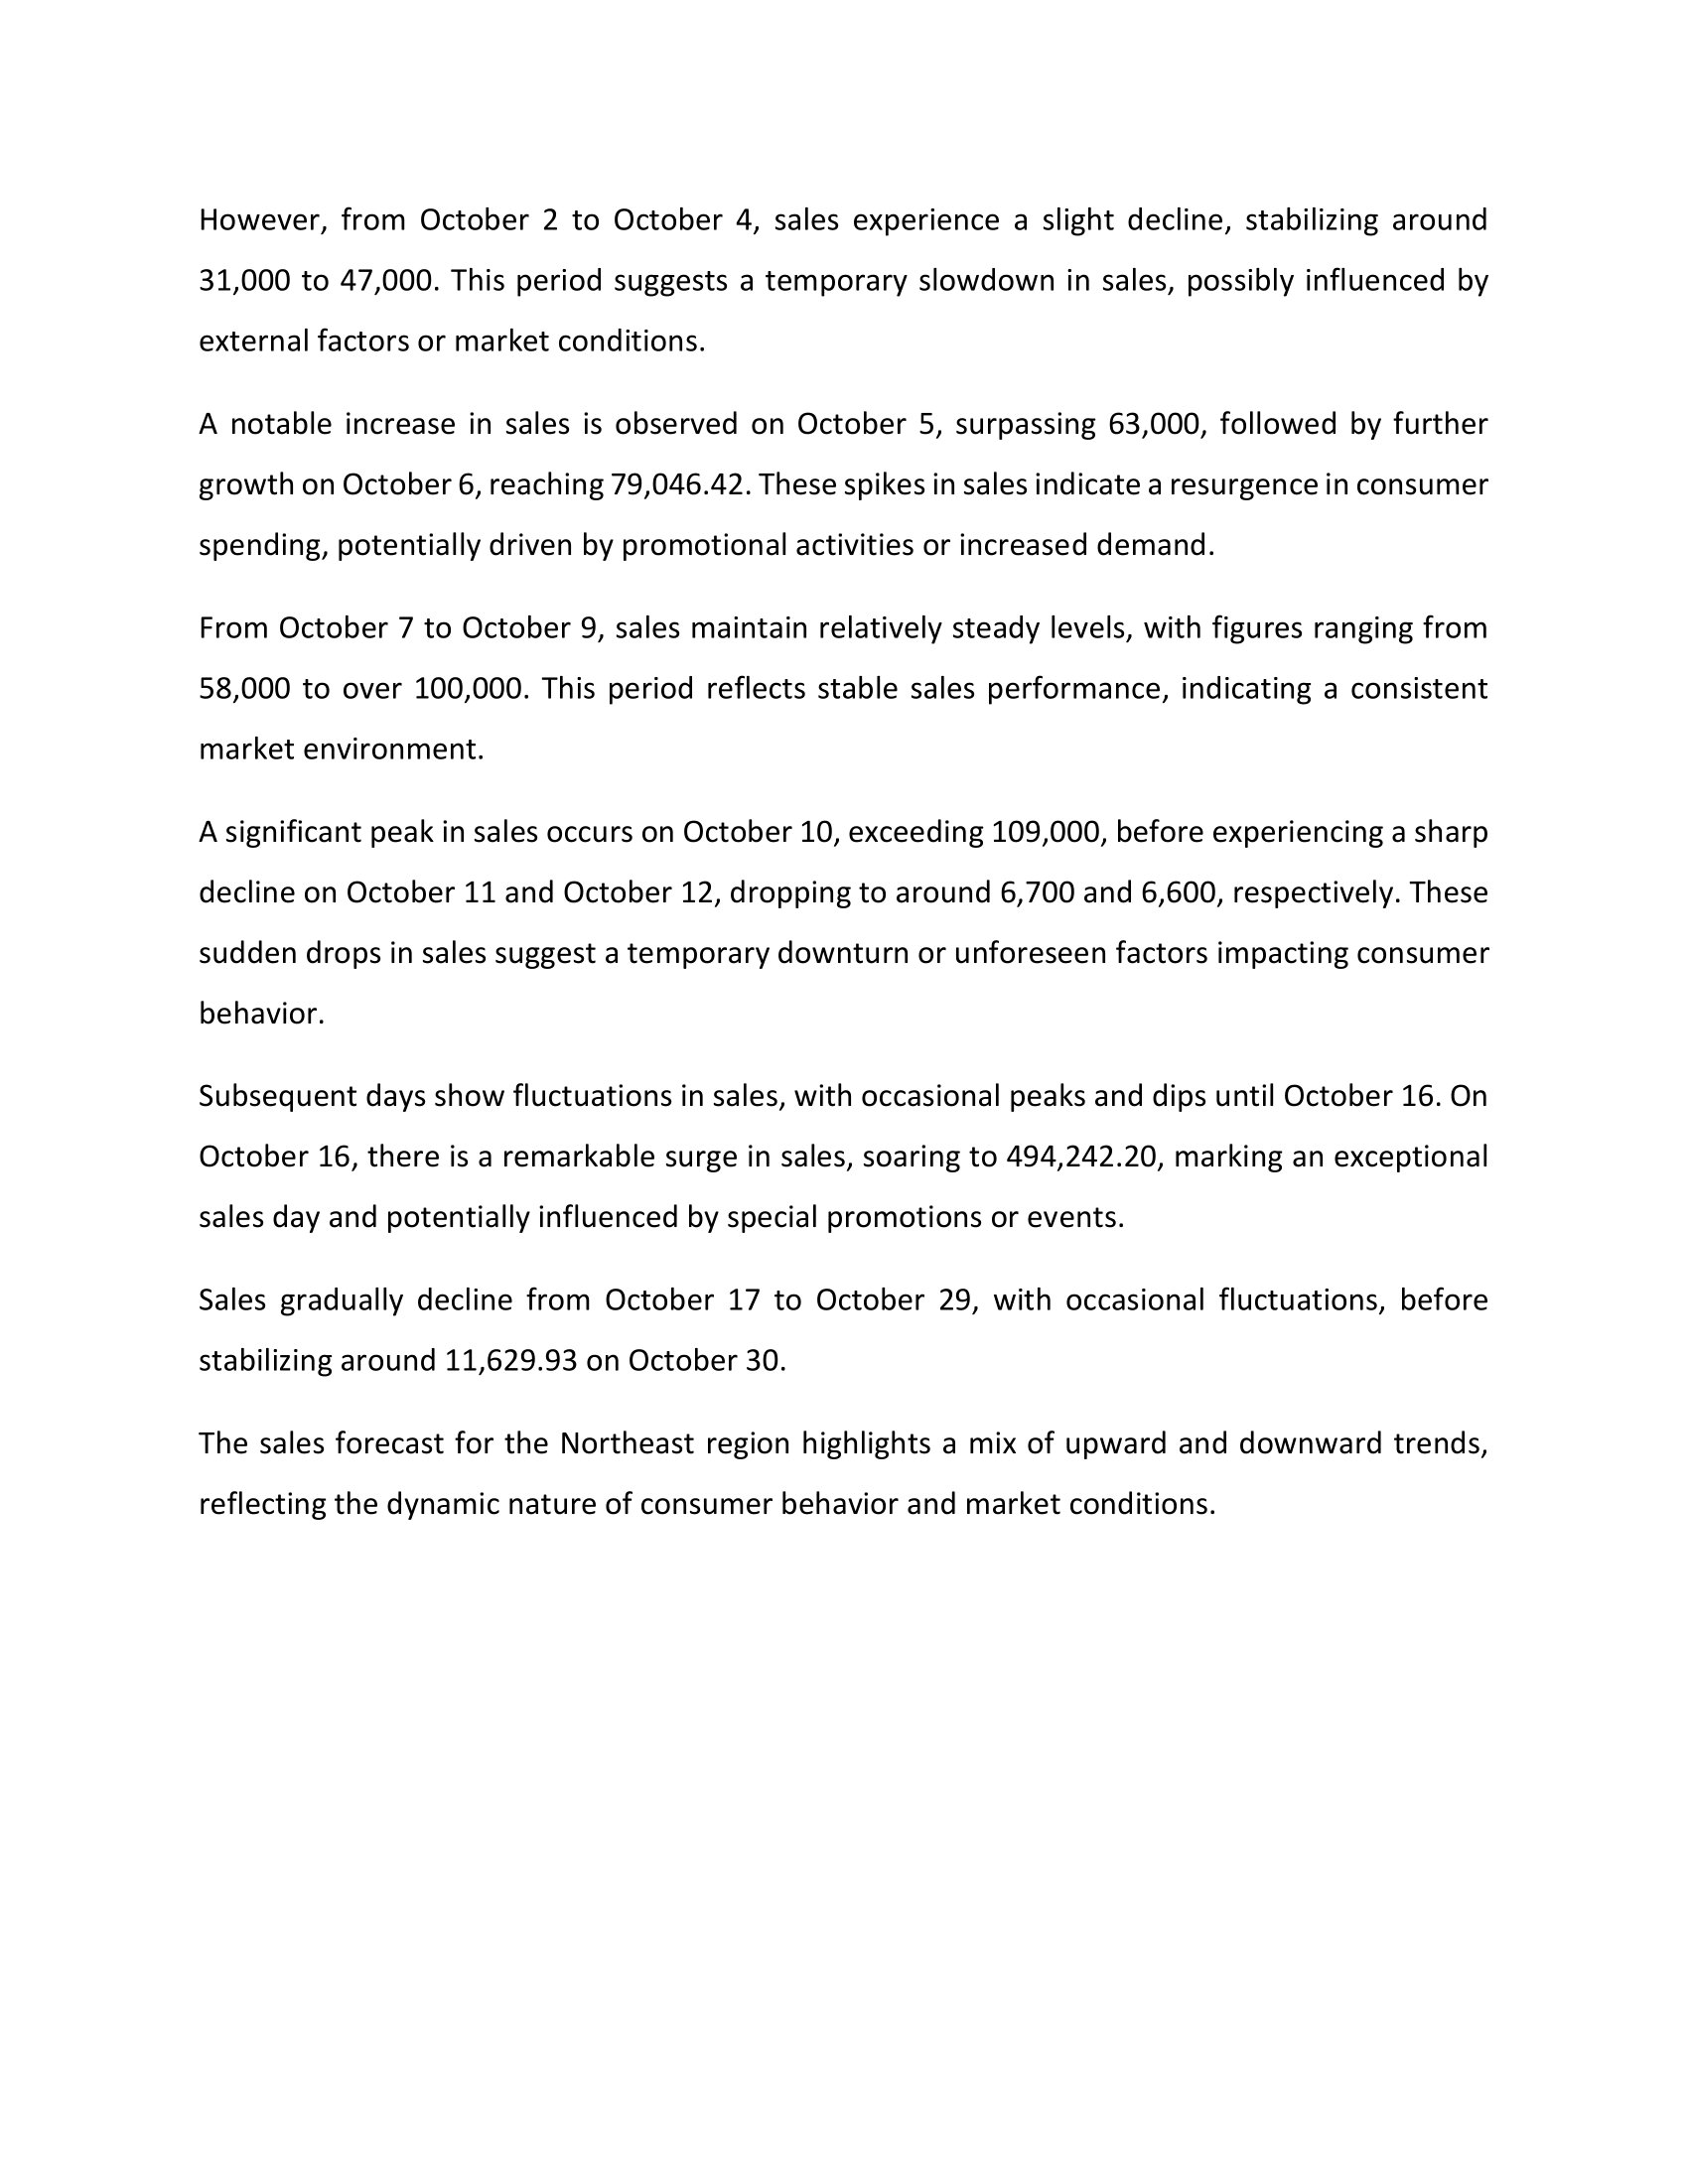 However, from October 2 to October 4, sales experience a slight decline, stabilizing around
31,000 to 47,000. This period suggests a temporary slowdown in sales, possibly influenced by
external factors or market conditions.
A notable increase in sales is observed on October 5, surpassing 63,000, followed by further
growth on October 6, reaching 79,046.42. These spikes in sales indicate a resurgence in consumer
spending, potentially driven by promotional activities or increased demand.
From October 7 to October 9, sales maintain relatively steady levels, with figures ranging from
58,000 to over 100,000. This period reflects stable sales performance, indicating a consistent
market environment.
A significant peak in sales occurs on October 10, exceeding 109,000, before experiencing a sharp
decline on October 11 and October 12, dropping to around 6,700 and 6,600, respectively. These
sudden drops in sales suggest a temporary downturn or unforeseen factors impacting consumer
behavior.
Subsequent days show fluctuations in sales, with occasional peaks and dips until October 16. On
October 16, there is a remarkable surge in sales, soaring to 494,242.20, marking an exceptional
sales day and potentially influenced by special promotions or events.
Sales gradually decline from October 17 to October 29, with occasional fluctuations, before
stabilizing around 11,629.93 on October 30.
The sales forecast for the Northeast region highlights a mix of upward and downward trends,
reflecting the dynamic nature of consumer behavior and market conditions.